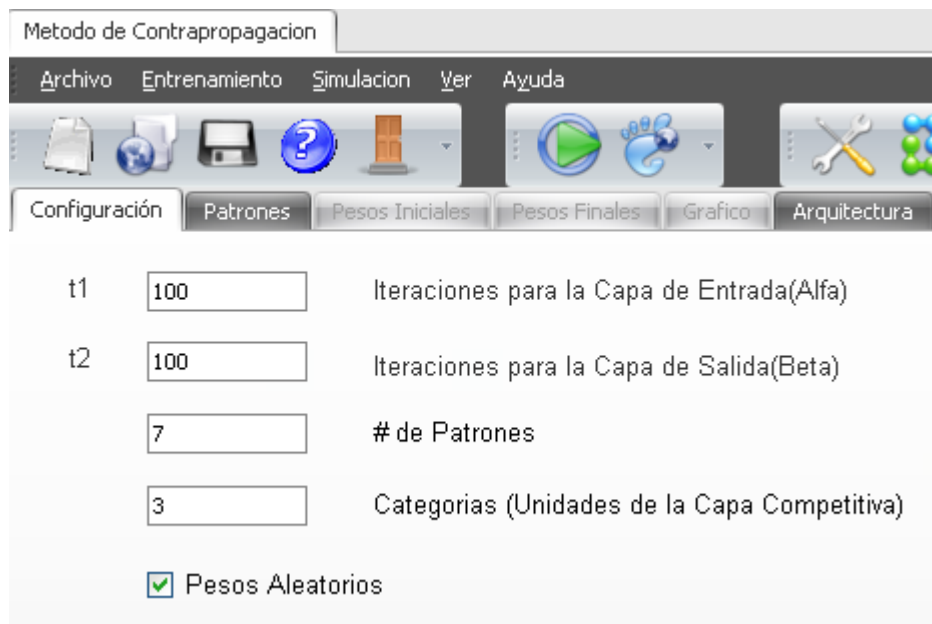 Metodo de Contrapropagacion
Archivo Entrenamiento Simulacion Ver Ayuda
Configuración Patrones Pesos Iniciales Pesos Finales Grafico Arquitectura
t1 100 Iteraciones para la Capa de Entrada(Alfa)
t2 100 Iteraciones para la Capa de Salida(Beta)
7 # de Patrones
3 Categorias (Unidades de la Capa Competitiva)
Pesos Aleatorios